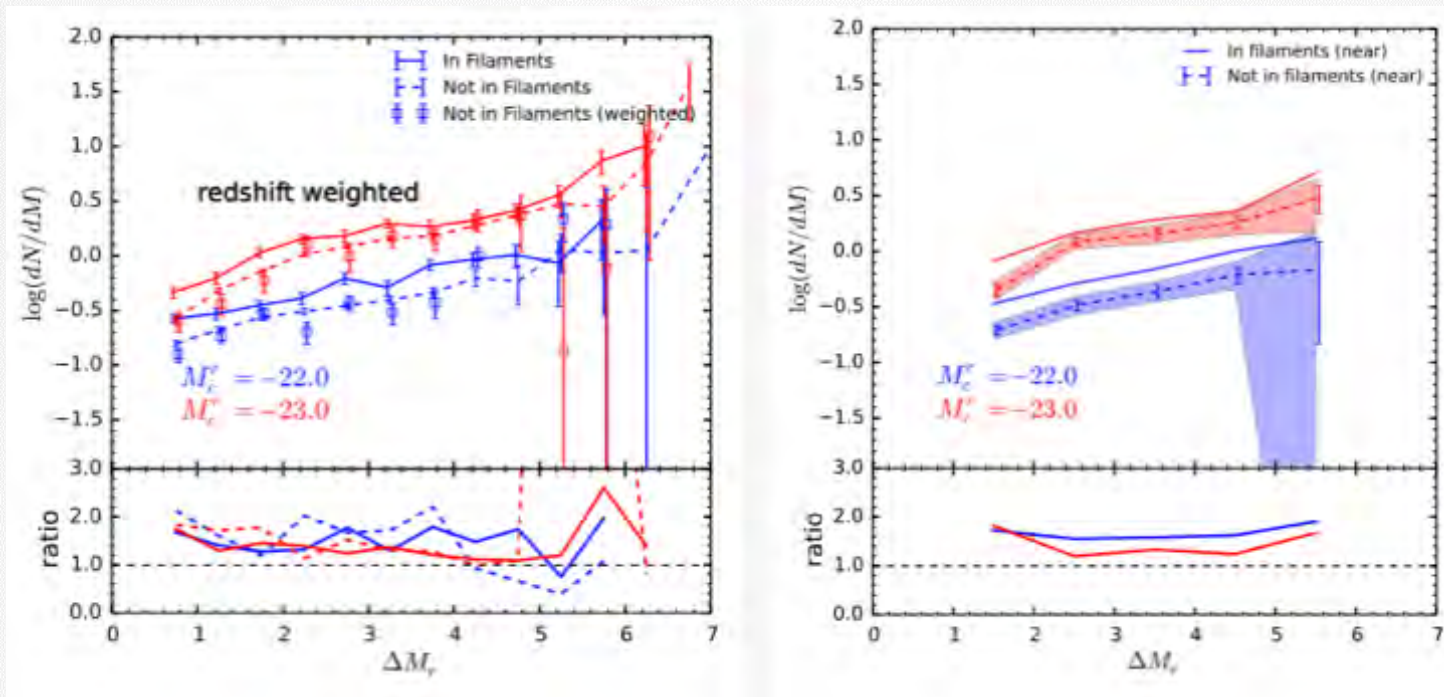 In Filaments
Not in Filaments
Not in Filaments (weighted)
redshift weighted
M_c^r = −22.0
M_c^r = −23.0
log(dN/dM)
2.0
1.5
1.0
0.5
0.0
−0.5
−1.0
−1.5
3.0
2.0
1.0
0.0
ratio
0 1 2 3 4 5 6 7
ΔM_r
In filaments (near)
Not in filaments (near)
M_c^r = −22.0
M_c^r = −23.0
log(dN/dM)
2.0
1.5
1.0
0.5
0.0
−0.5
−1.0
−1.5
3.0
2.0
1.0
0.0
ratio
0 1 2 3 4 5 6 7
ΔM_r